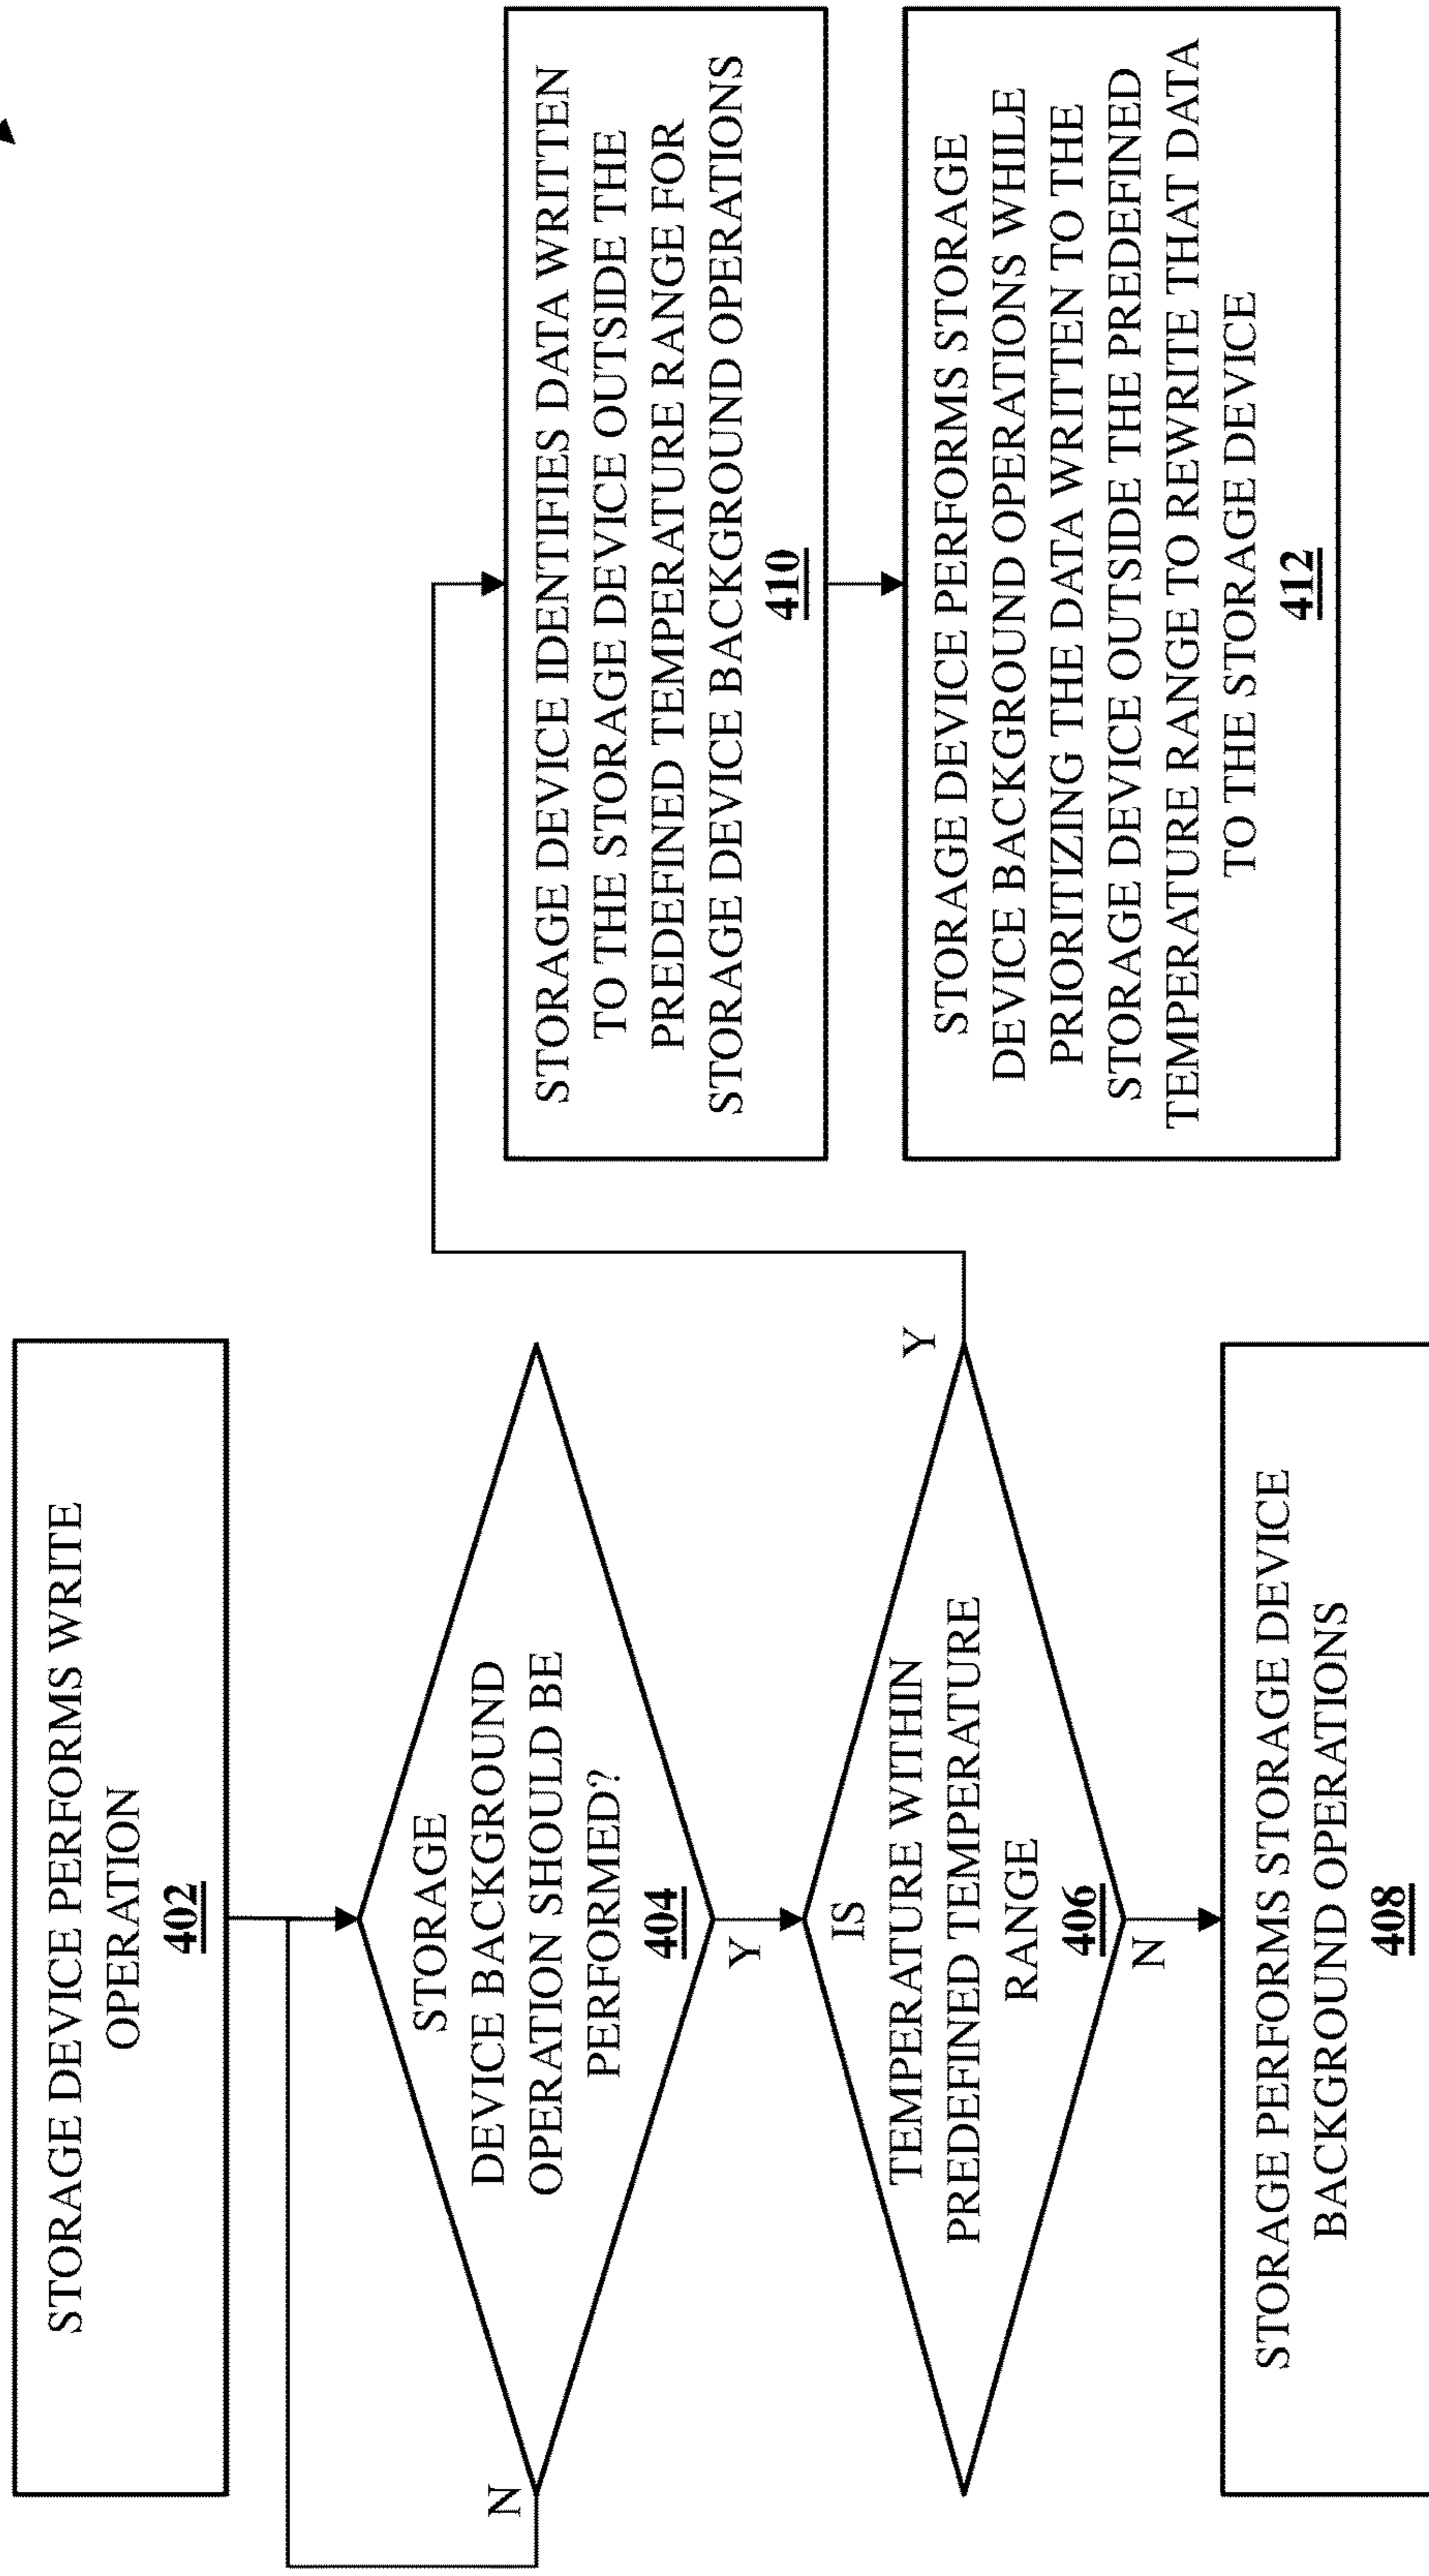 STORAGE DEVICE PERFORMS WRITE
OPERATION
402
STORAGE
DEVICE BACKGROUND
OPERATION SHOULD BE
PERFORMED?
404
N
Y
IS
TEMPERATURE WITHIN
PREDEFINED TEMPERATURE
RANGE
406
Y
N
STORAGE PERFORMS STORAGE DEVICE
BACKGROUND OPERATIONS
408
STORAGE DEVICE IDENTIFIES DATA WRITTEN
TO THE STORAGE DEVICE OUTSIDE THE
PREDEFINED TEMPERATURE RANGE FOR
STORAGE DEVICE BACKGROUND OPERATIONS
410
STORAGE DEVICE PERFORMS STORAGE
DEVICE BACKGROUND OPERATIONS WHILE
PRIORITIZING THE DATA WRITTEN TO THE
STORAGE DEVICE OUTSIDE THE PREDEFINED
TEMPERATURE RANGE TO REWRITE THAT DATA
TO THE STORAGE DEVICE
412